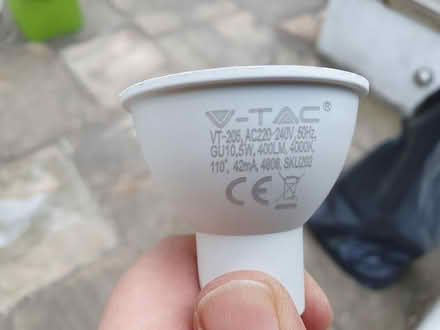 V-TAC®
VT-205, AC220-240V, 50Hz,
GU10,5W, 400LM, 4000K
110°, 42mA, 4808, SKU202
CE